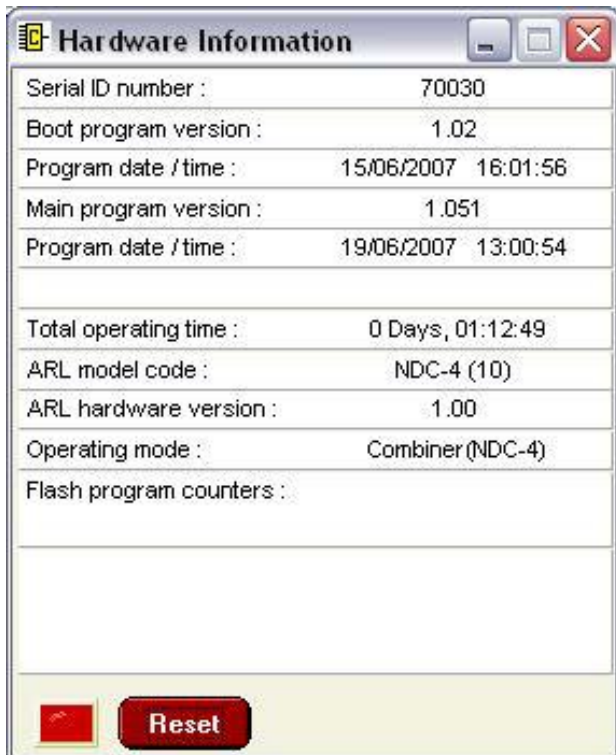 Hardware Information
Serial ID number : 70030
Boot program version : 1.02
Program date / time : 15/06/2007 16:01:56
Main program version : 1.051
Program date / time : 19/06/2007 13:00:54
Total operating time : 0 Days, 01:12:49
ARL model code : NDC-4 (10)
ARL hardware version : 1.00
Operating mode : Combiner(NDC-4)
Flash program counters :
Reset